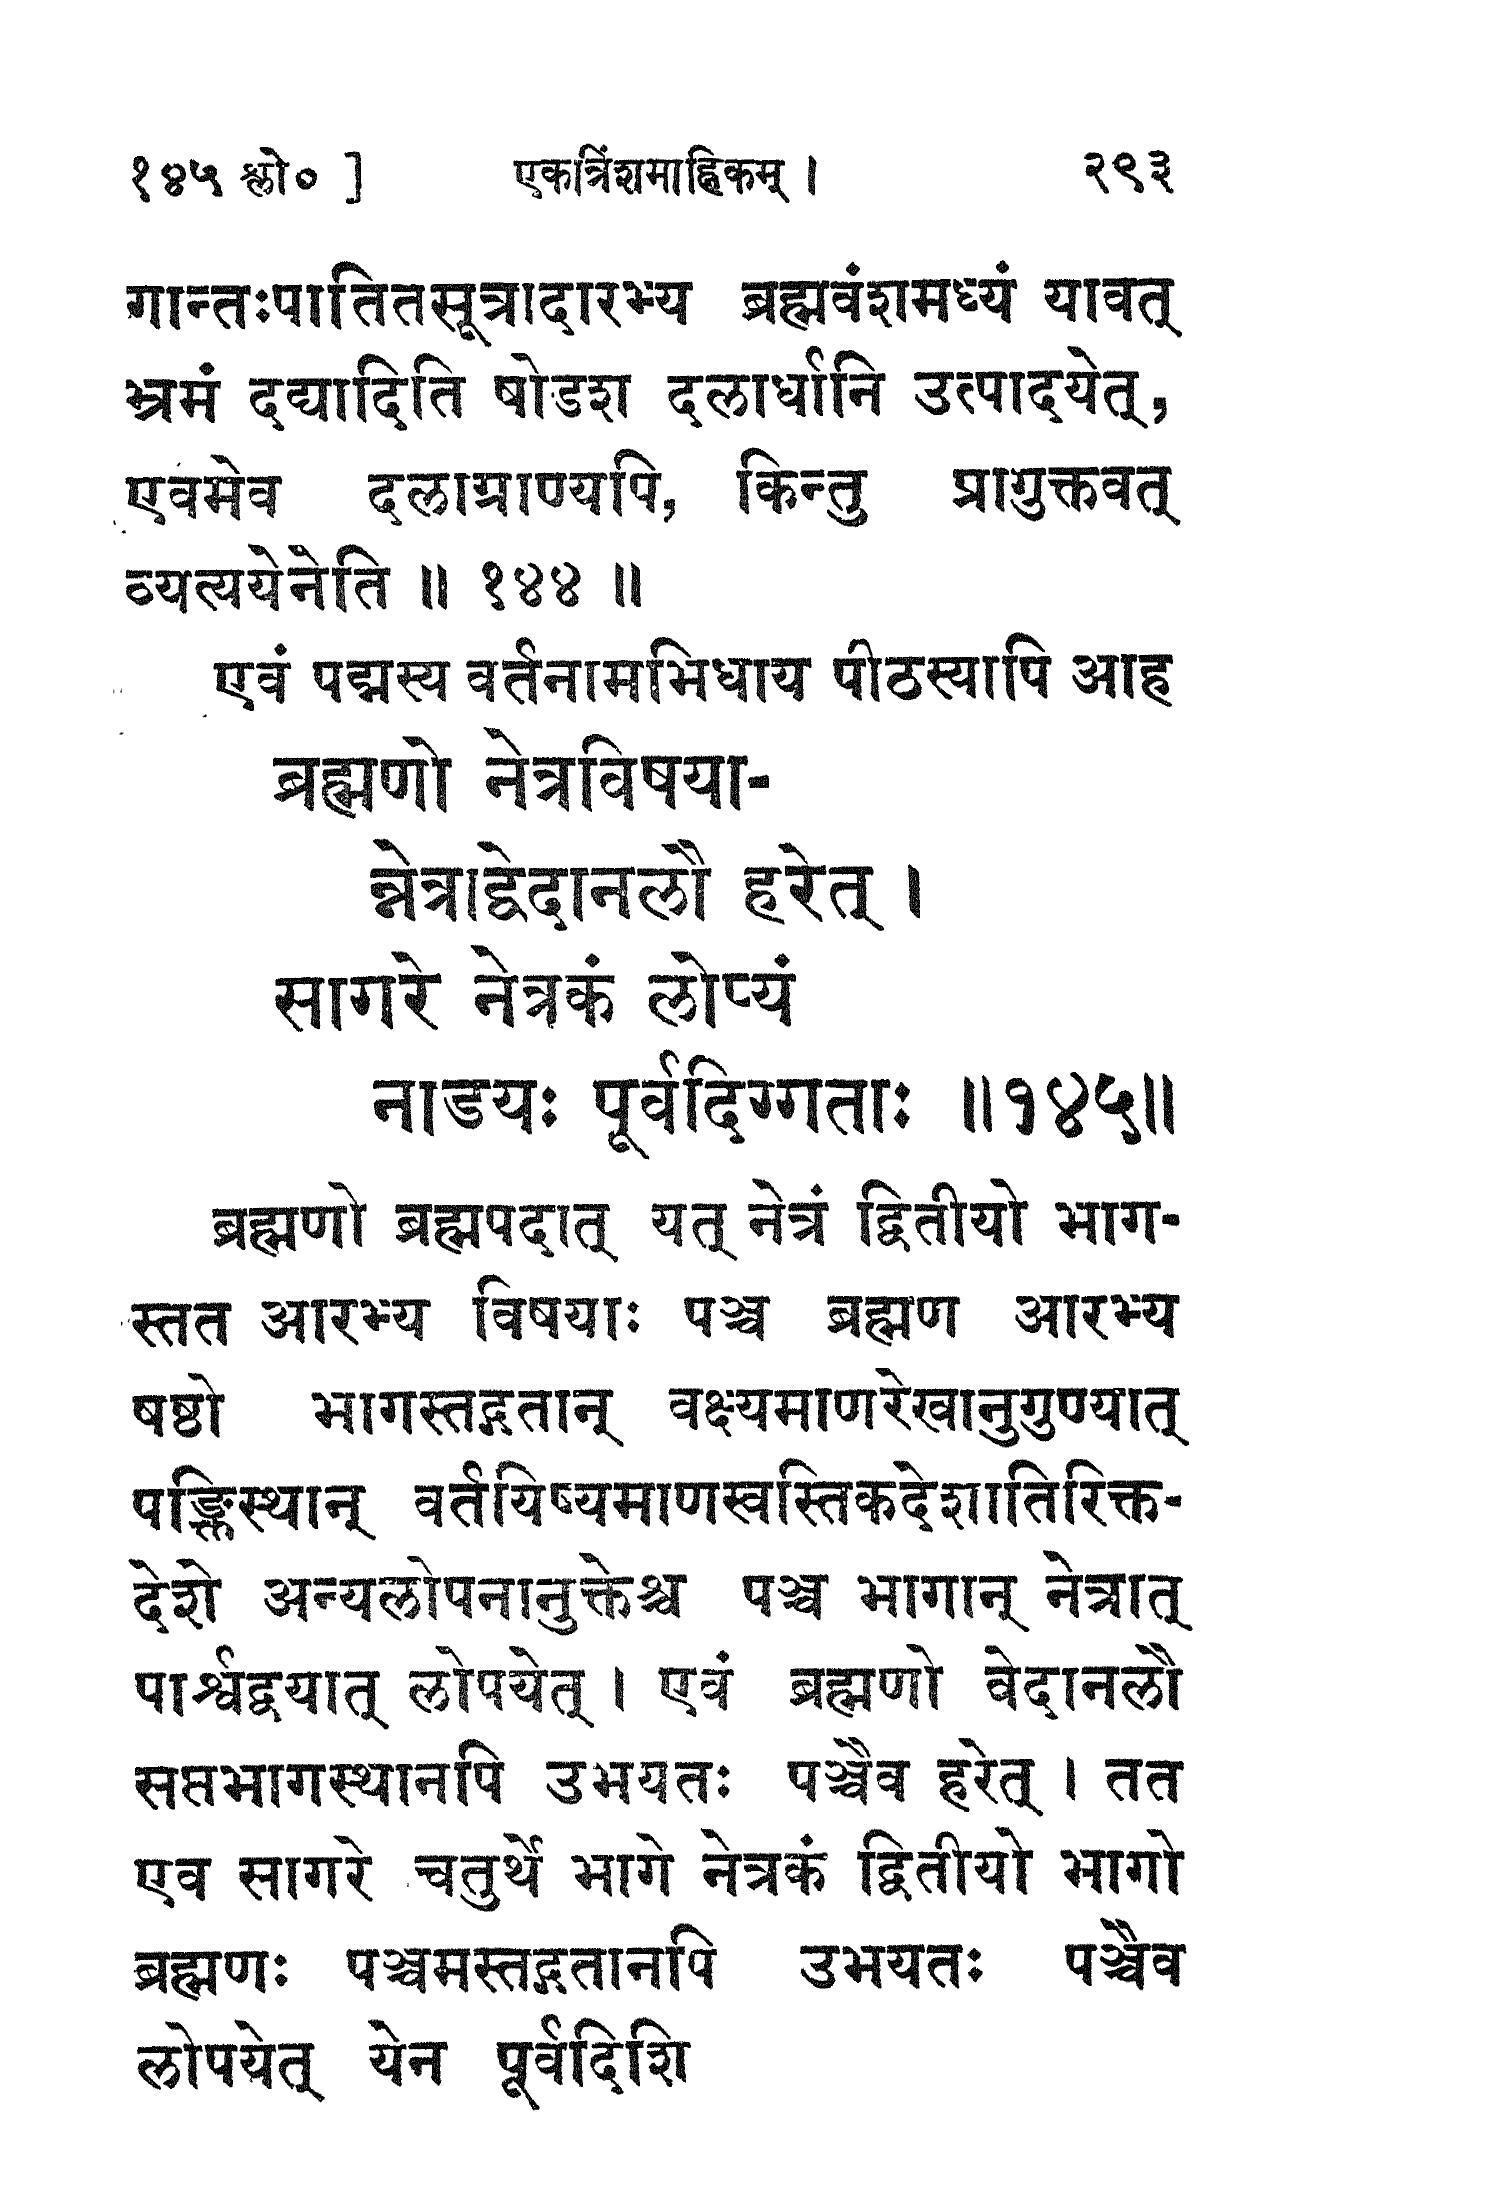 १४५ श्लो० ] एकत्रिंशमाह्निकम् । २९३
गान्तःपातितसूत्रादारभ्य ब्रह्मवंशमध्यं यावत्
भ्रमं दद्यादिति षोडश दलार्धानि उत्पादयेत्,
एवमेव दलाग्राण्यपि, किन्तु प्रागुक्तवत्
व्यत्ययेनेति ॥ १४४ ॥
एवं पद्मस्य वर्तनामभिधाय पीठस्यापि आह
ब्रह्मणो नेत्रविषया-
न्नेत्राद्वेदानलौ हरेत् ।
सागरे नेत्रकं लोप्यं
नाडयः पूर्वदिग्गताः ॥१४५॥
ब्रह्मणो ब्रह्मपदात् यत् नेत्रं द्वितीयो भाग-
स्तत आरभ्य विषयाः पञ्च ब्रह्मण आरभ्य
षष्ठो भागस्तद्गतान् वक्ष्यमाणरेखानुगुण्यात्
पङ्क्तिस्थान् वर्तयिष्यमाणस्वस्तिकदेशातिरिक्त-
देशे अन्यलोपनानुक्तेश्च पञ्च भागान् नेत्रात्
पार्श्वद्वयात् लोपयेत् । एवं ब्रह्मणो वेदानलौ
सप्तभागस्थानपि उभयतः पञ्चैव हरेत् । तत
एव सागरे चतुर्थे भागे नेत्रकं द्वितीयो भागो
ब्रह्मणः पञ्चमस्तद्गतानपि उभयतः पञ्चैव
लोपयेत् येन पूर्वदिशि